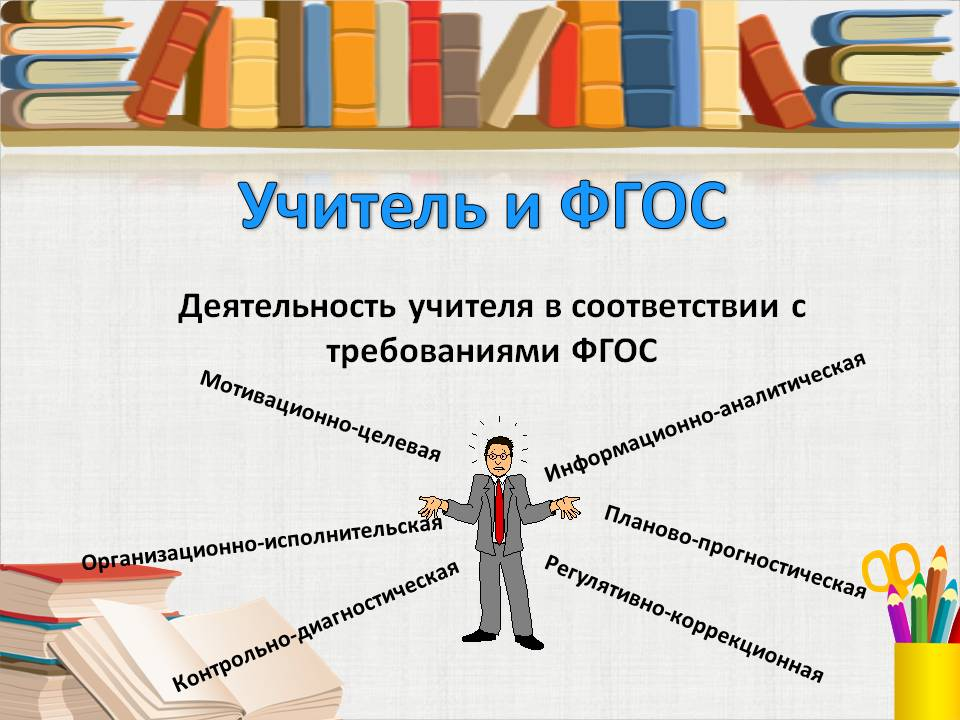 Учитель и ФГОС
Деятельность учителя в соответствии с
требованиями ФГОС
Мотивационно-целевая
Информационно-аналитическая
Организационно-исполнительская
Планово-прогностическая
Контрольно-диагностическая
Регулятивно-коррекционная